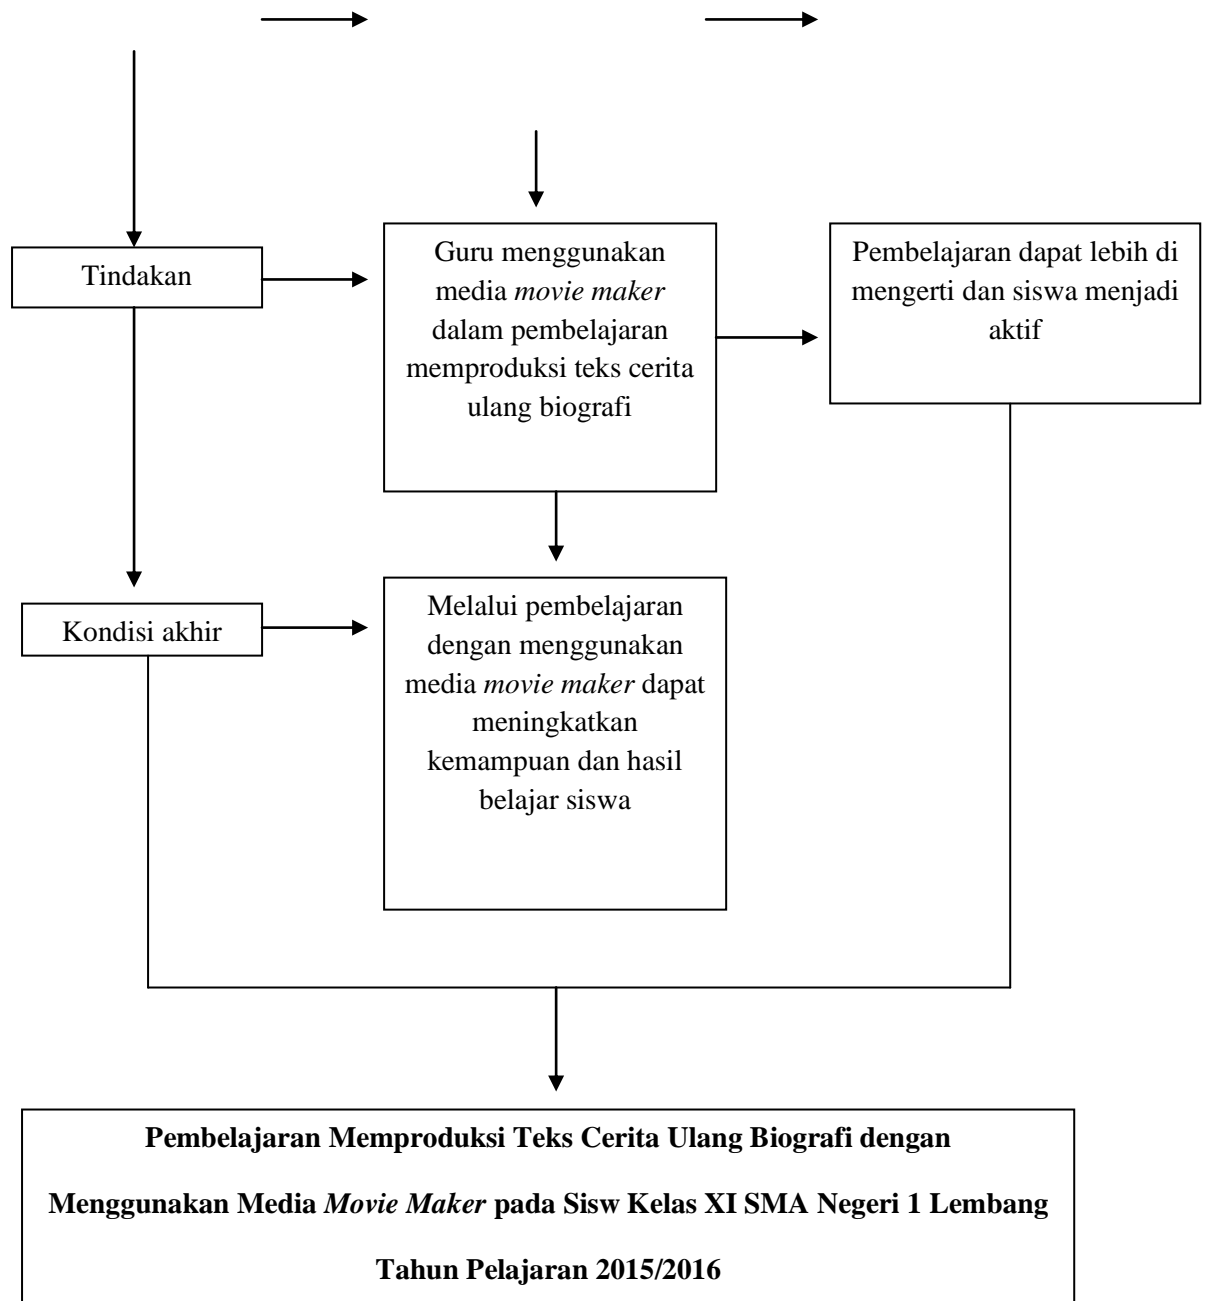 Tindakan
Guru menggunakan
media movie maker
dalam pembelajaran
memproduksi teks cerita
ulang biografi
Pembelajaran dapat lebih di
mengerti dan siswa menjadi
aktif
Kondisi akhir
Melalui pembelajaran
dengan menggunakan
media movie maker dapat
meningkatkan
kemampuan dan hasil
belajar siswa
Pembelajaran Memproduksi Teks Cerita Ulang Biografi dengan
Menggunakan Media Movie Maker pada Sisw Kelas XI SMA Negeri 1 Lembang
Tahun Pelajaran 2015/2016